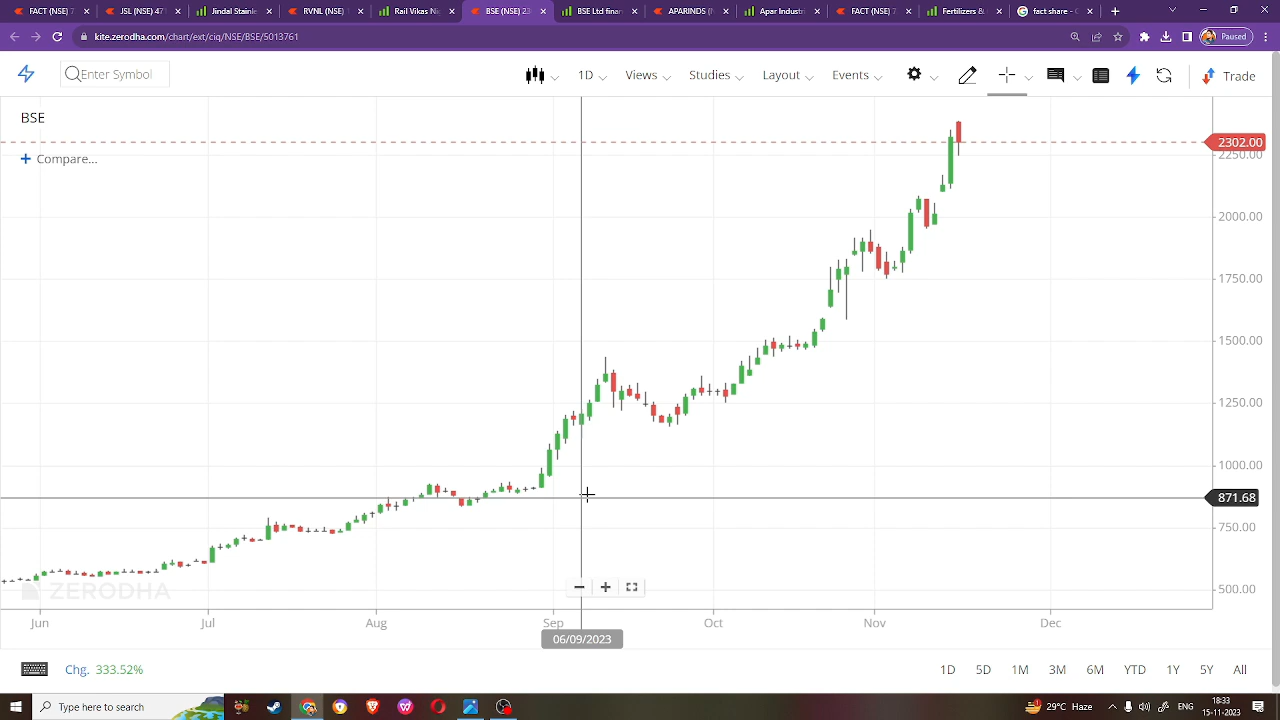 FACT (NSE) 7
JSL (NSE) 47
Jindal Stainle
RVNL (NSE)
Rail Vikas Ni
BSE (NSE) 23
BSE Ltd finan
APARINDS (N
Apar Indus
FACT (NSE) 7
Fertilizers &
fact share -
kite.zerodha.com/chart/ext/ciq/NSE/BSE/5013761
Paused
Enter Symbol
1D
Views
Studies
Layout
Events
Trade
BSE
Compare...
2302.00
2250.00
2000.00
1750.00
1500.00
1250.00
1000.00
871.68
750.00
500.00
ZERODHA
Jun
Jul
Aug
Sep
Oct
Nov
Dec
06/09/2023
Chg. 333.52%
1D
5D
1M
3M
6M
YTD
1Y
5Y
All
Type here to search
29°C Haze
18:33
15-11-2023